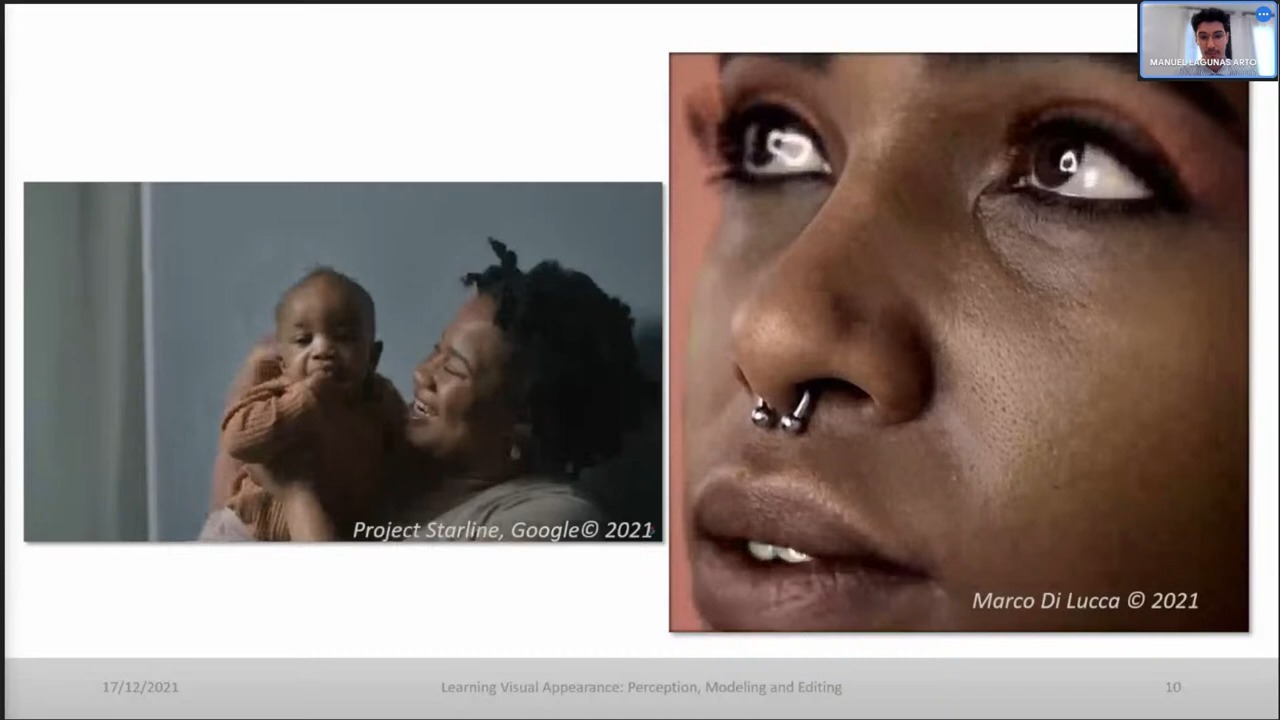 MANUEL LAGUNAS ARTO
Project Starline, Google© 2021
Marco Di Lucca © 2021
17/12/2021
Learning Visual Appearance: Perception, Modeling and Editing
10